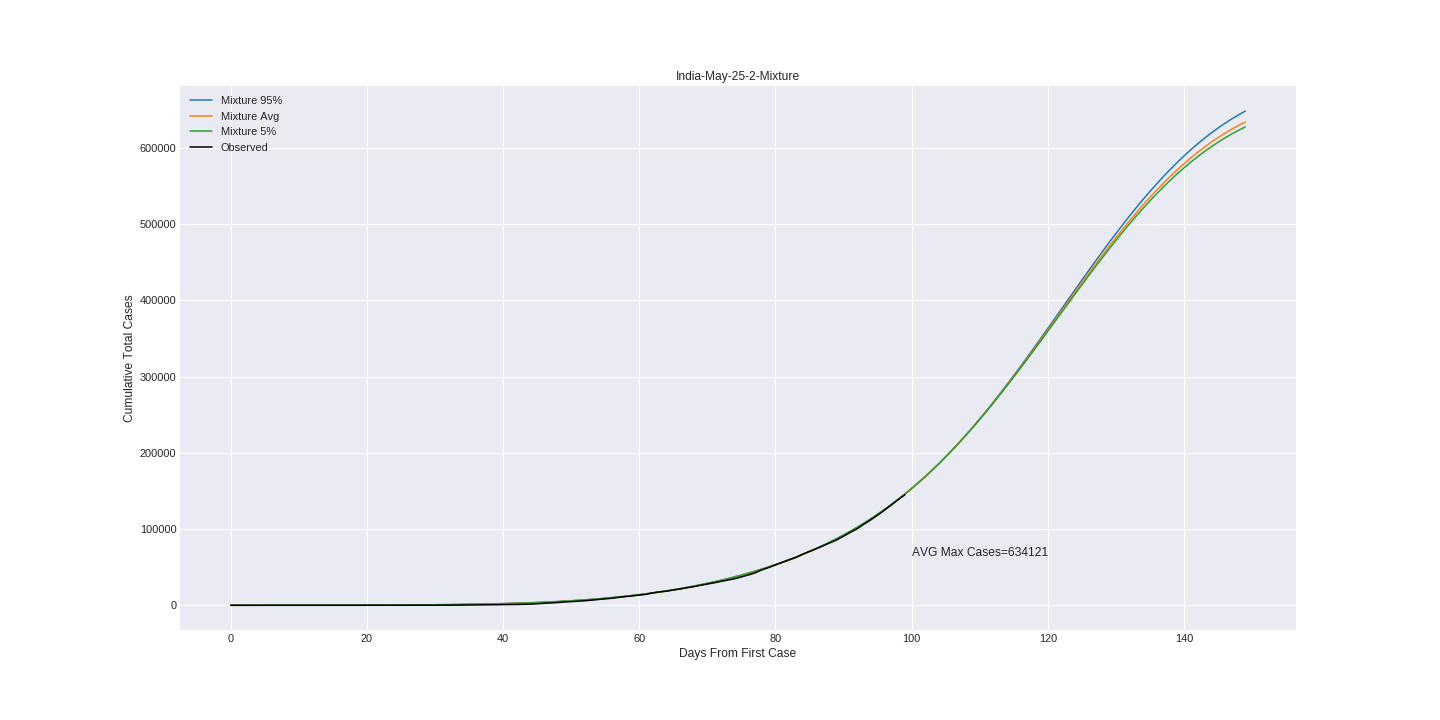 India-May-25-2-Mixture
Mixture 95%
Mixture Avg
Mixture 5%
Observed
Cumulative Total Cases
600000
500000
400000
300000
200000
100000
0
AVG Max Cases=634121
0 20 40 60 80 100 120 140
Days From First Case